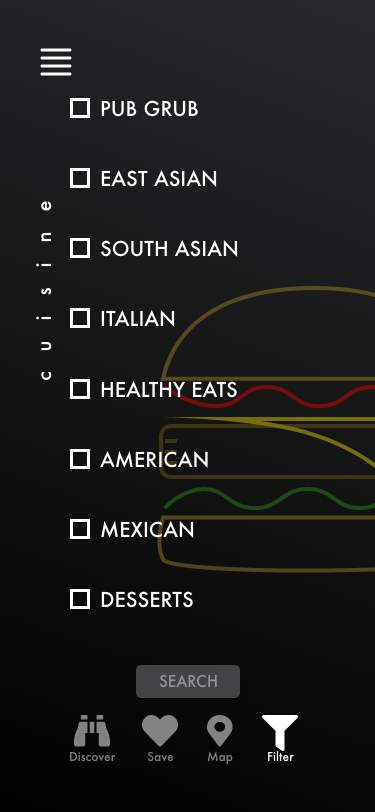 PUB GRUB
EAST ASIAN
SOUTH ASIAN
cuisine
ITALIAN
HEALTHY EATS
AMERICAN
MEXICAN
DESSERTS
SEARCH
Discover Save Map Filter